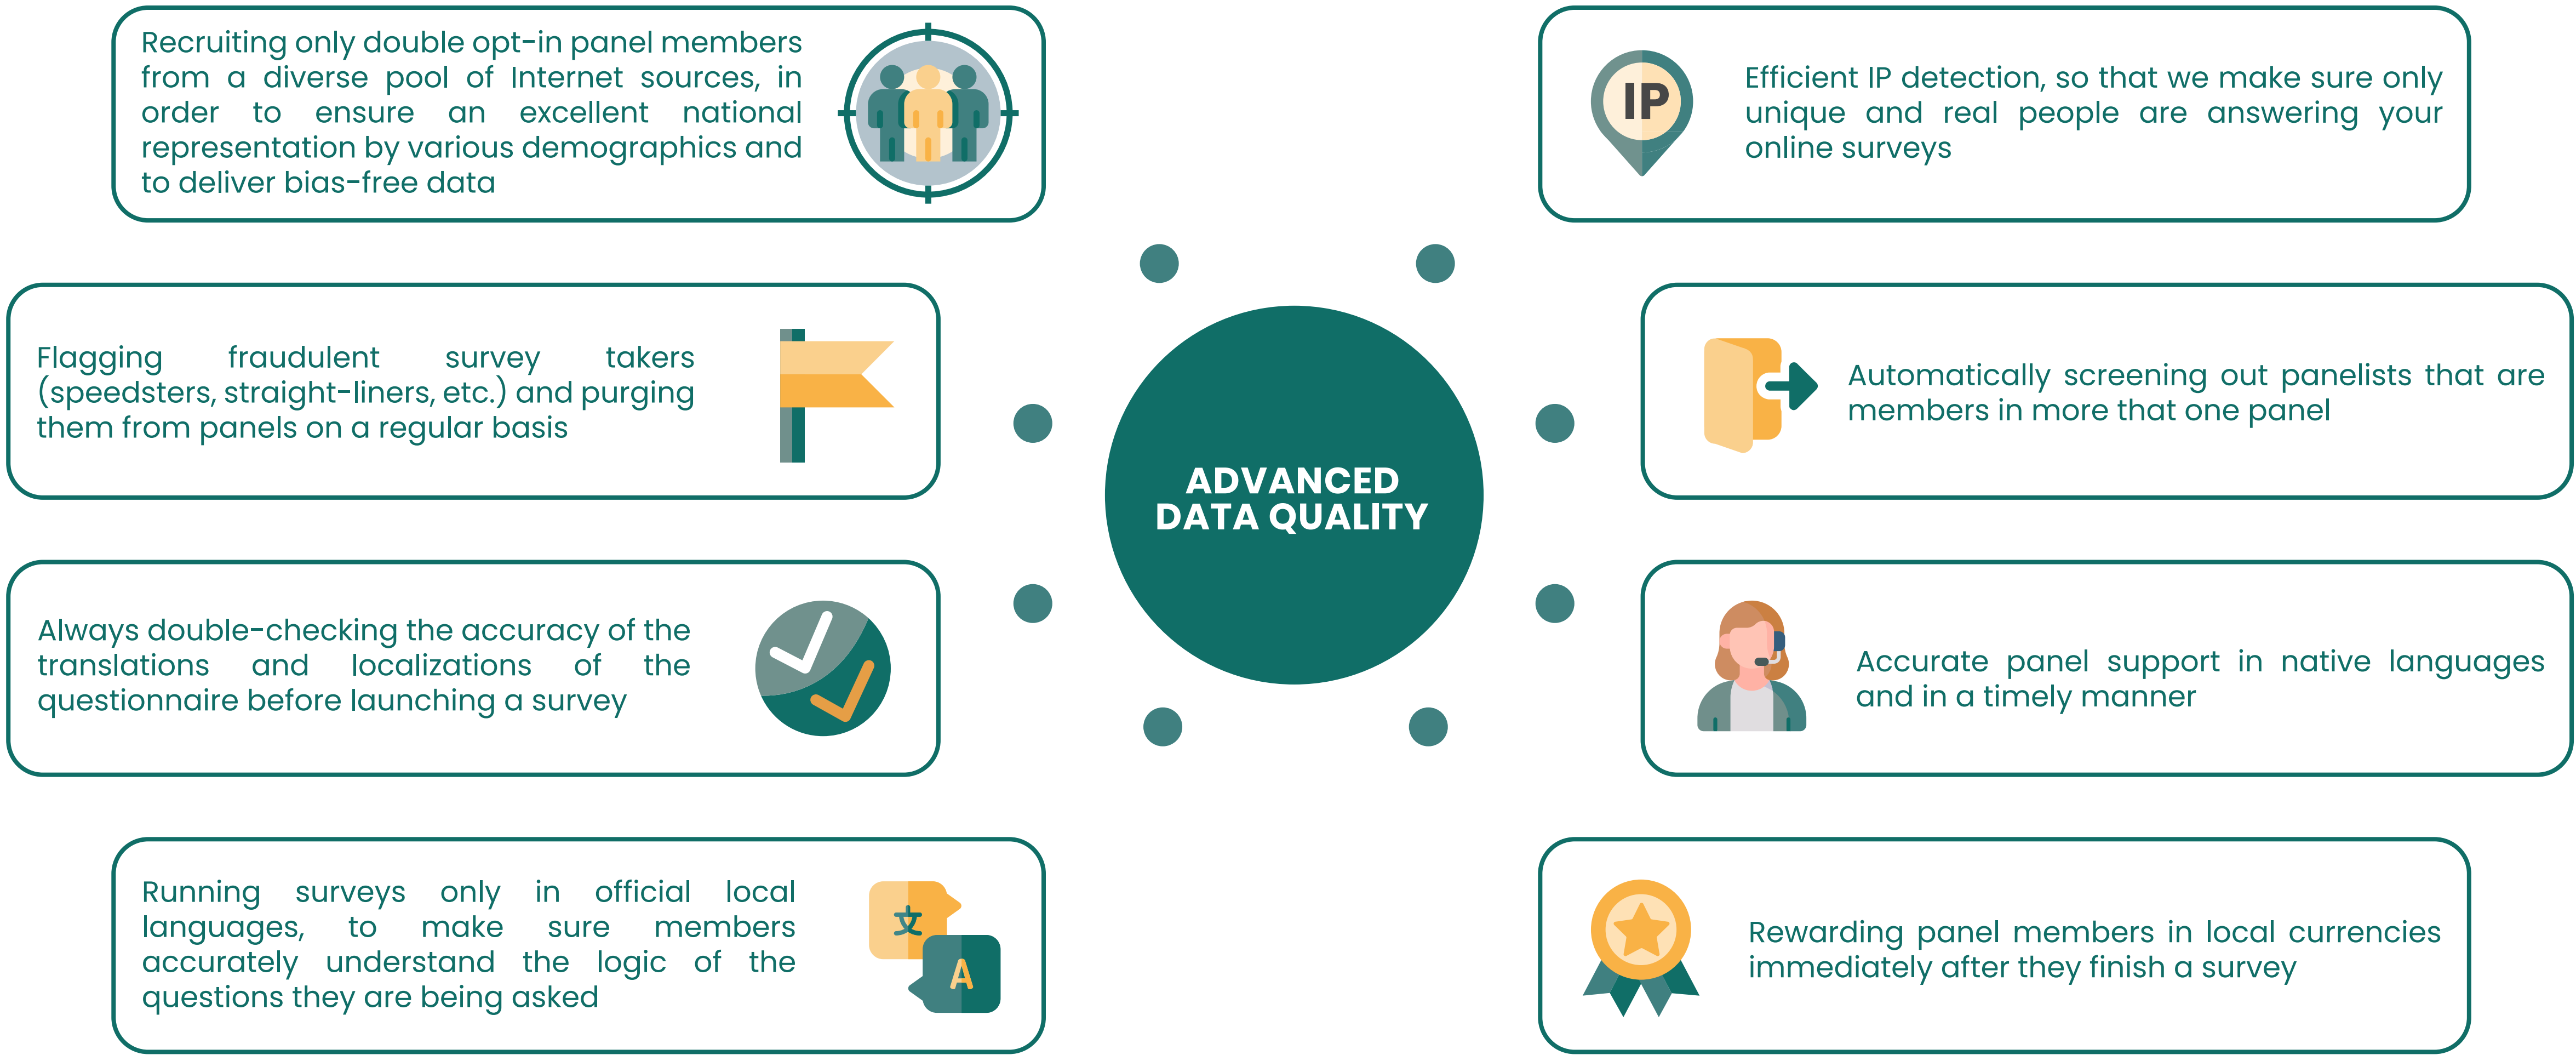 Recruiting only double opt-in panel members
from a diverse pool of Internet sources, in
order to ensure an excellent national
representation by various demographics and
to deliver bias-free data
IP
Efficient IP detection, so that we make sure only
unique and real people are answering your
online surveys
Flagging fraudulent survey takers
(speedsters, straight-liners, etc.) and purging
them from panels on a regular basis
Automatically screening out panelists that are
members in more that one panel
ADVANCED
DATA QUALITY
Always double-checking the accuracy of the
translations and localizations of the
questionnaire before launching a survey
Accurate panel support in native languages
and in a timely manner
Running surveys only in official local
languages, to make sure members
accurately understand the logic of the
questions they are being asked
文
A
Rewarding panel members in local currencies
immediately after they finish a survey